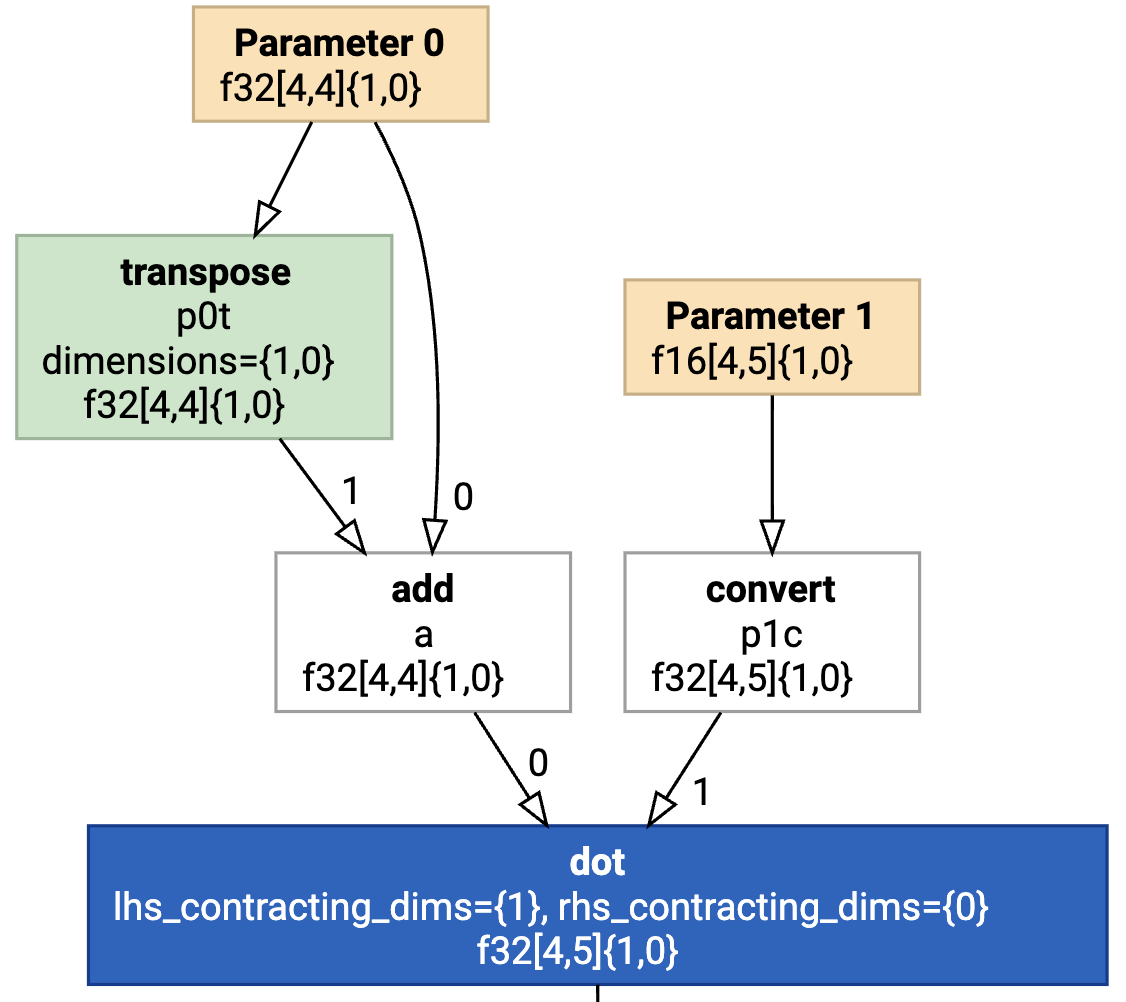 Parameter 0
f32[4,4]{1,0}
transpose
p0t
dimensions={1,0}
f32[4,4]{1,0}
Parameter 1
f16[4,5]{1,0}
1
0
add
a
f32[4,4]{1,0}
convert
p1c
f32[4,5]{1,0}
0
1
dot
lhs_contracting_dims={1}, rhs_contracting_dims={0}
f32[4,5]{1,0}